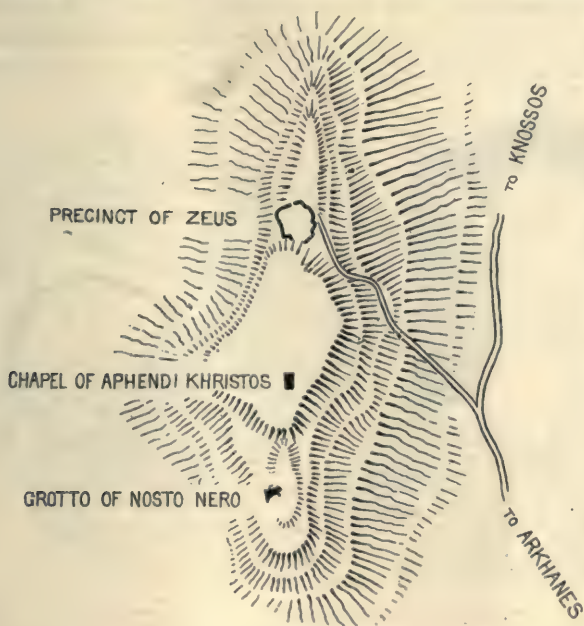 TO KNOSSOS
PRECINCT OF ZEUS
CHAPEL OF APHENDI KHRISTOS
GROTTO OF NOSTO NERO
TO ARKHANES